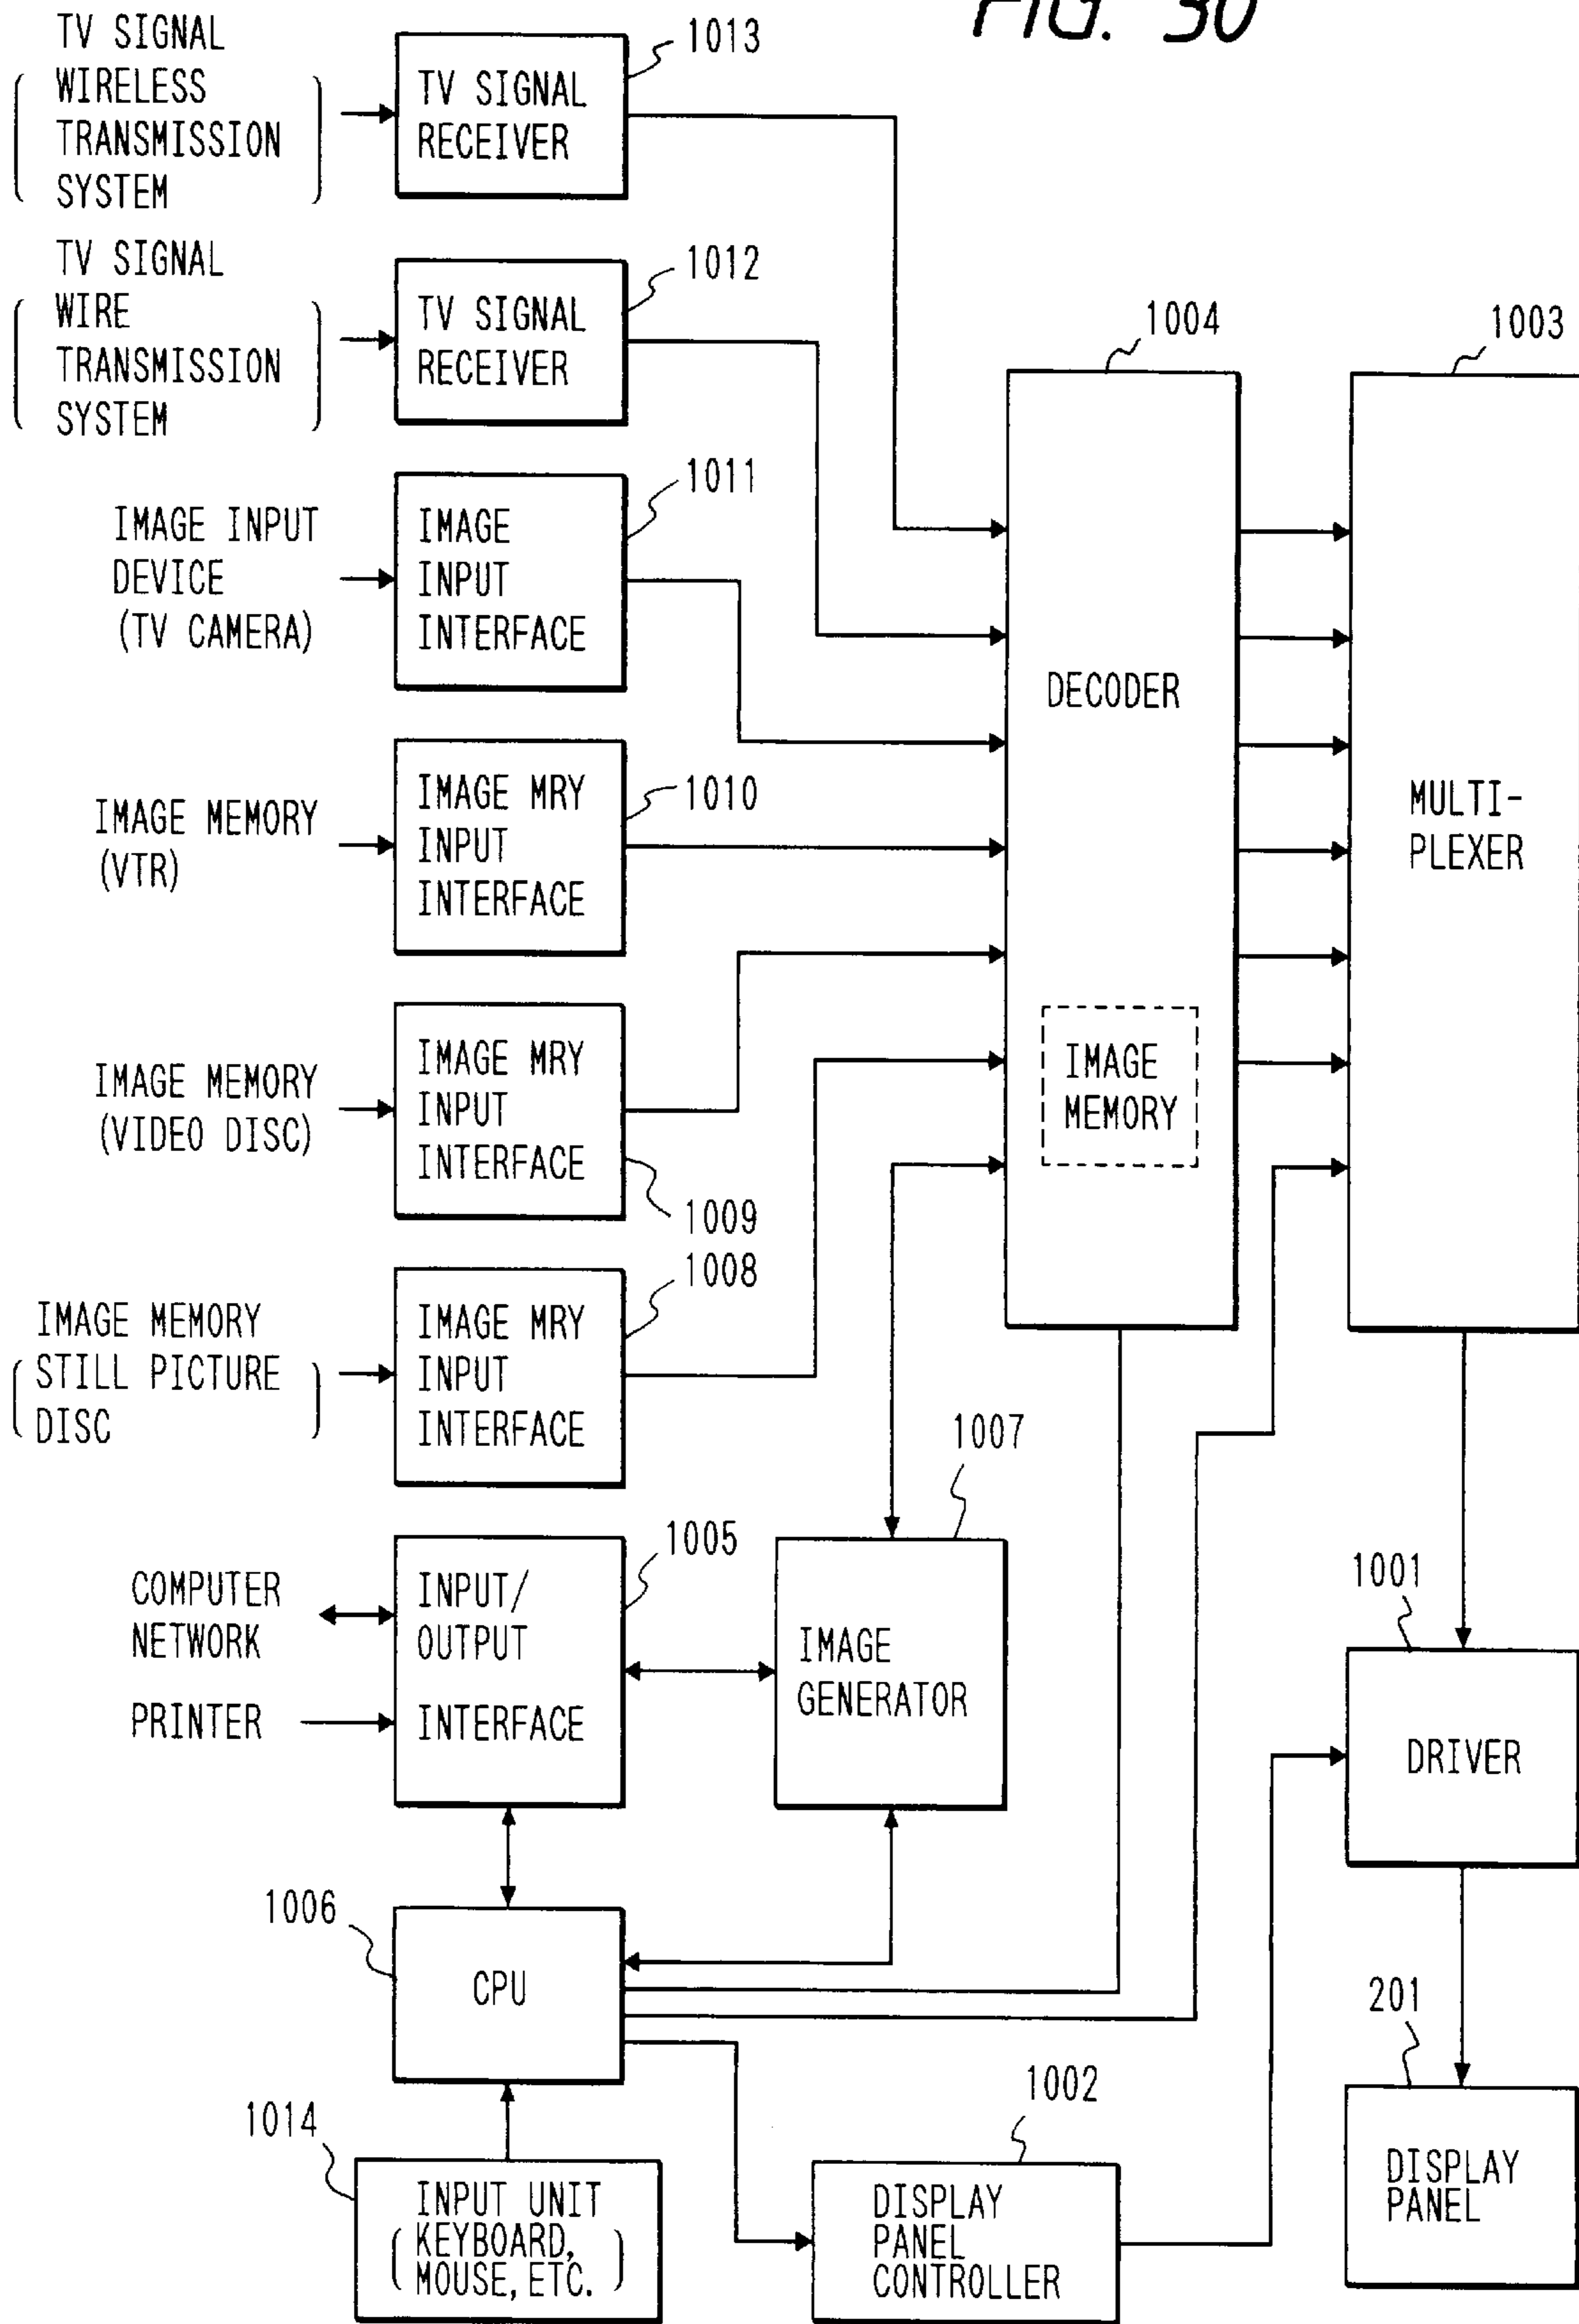 FIG. 30
TV SIGNAL
WIRELESS
TRANSMISSION
SYSTEM
1013
TV SIGNAL
RECEIVER
TV SIGNAL
WIRE
TRANSMISSION
SYSTEM
1012
TV SIGNAL
RECEIVER
1004
1003
IMAGE INPUT
DEVICE
(TV CAMERA)
1011
IMAGE
INPUT
INTERFACE
DECODER
MULTI-
PLEXER
IMAGE MEMORY
(VTR)
1010
IMAGE MRY
INPUT
INTERFACE
IMAGE
MEMORY
IMAGE MEMORY
(VIDEO DISC)
IMAGE MRY
INPUT
INTERFACE
1009
1008
IMAGE MEMORY
STILL PICTURE
DISC
IMAGE MRY
INPUT
INTERFACE
1007
1005
COMPUTER
NETWORK
PRINTER
INPUT/
OUTPUT
INTERFACE
IMAGE
GENERATOR
1001
DRIVER
1006
CPU
201
DISPLAY
PANEL
1014
INPUT UNIT
KEYBOARD,
MOUSE, ETC.
1002
DISPLAY
PANEL
CONTROLLER